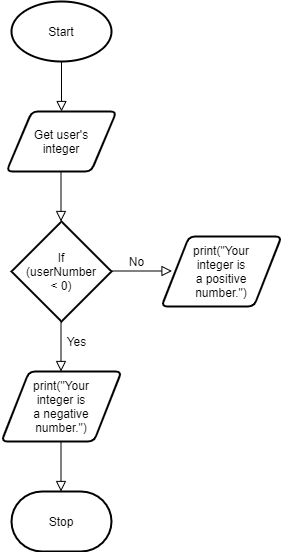 Start
Get user's
integer
If
(userNumber
< 0)
No
print("Your
integer is
a positive
number.")
Yes
print("Your
integer is
a negative
number.")
Stop